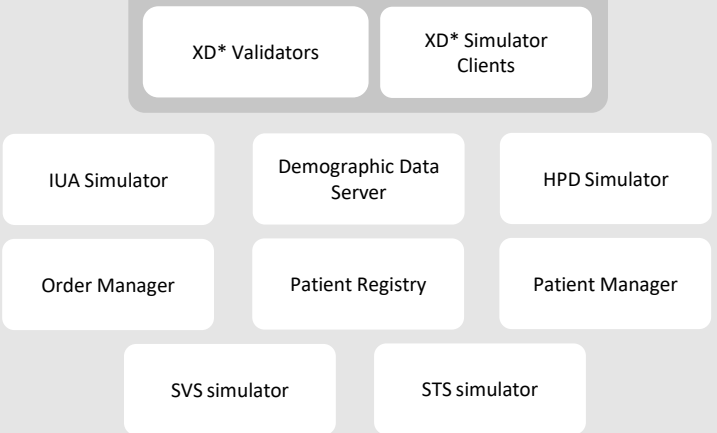 XD* Validators
XD* Simulator
Clients
IUA Simulator
Demographic Data
Server
HPD Simulator
Order Manager
Patient Registry
Patient Manager
SVS simulator
STS simulator